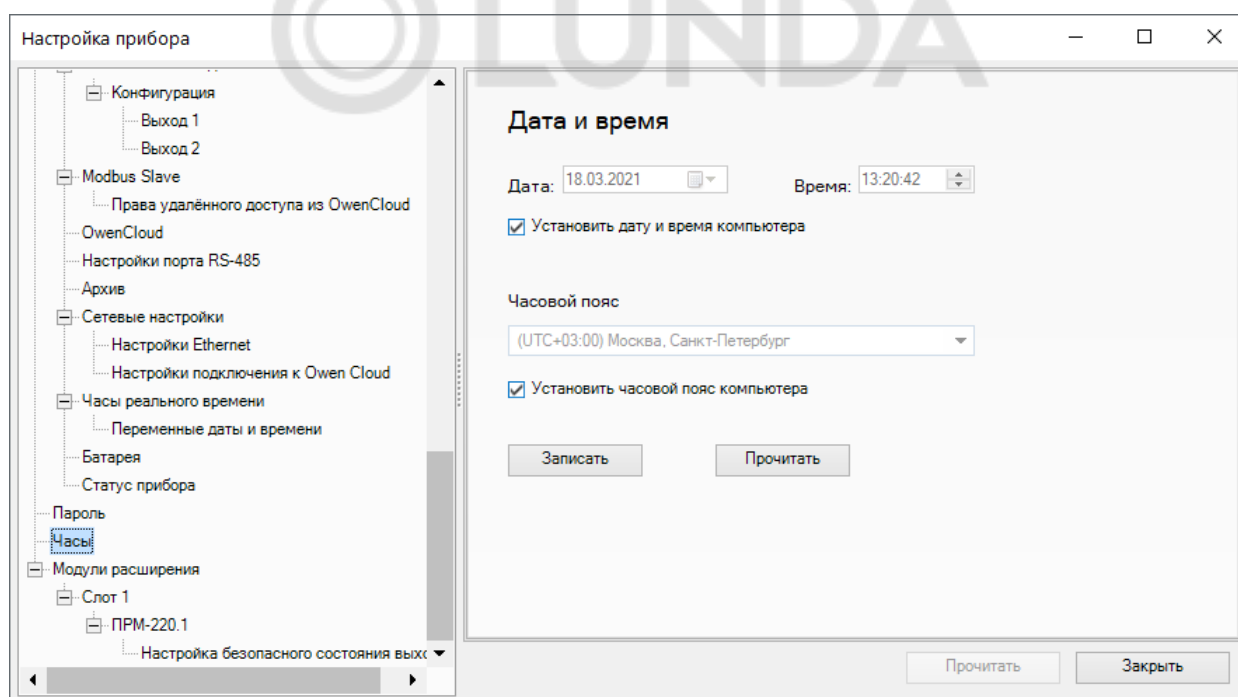 LUNDA
Настройка прибора
Конфигурация
Выход 1
Выход 2
Modbus Slave
Права удалённого доступа из OwenCloud
OwenCloud
Настройки порта RS-485
Архив
Сетевые настройки
Настройки Ethernet
Настройки подключения к Owen Cloud
Часы реального времени
Переменные даты и времени
Батарея
Статус прибора
Пароль
Часы
Модули расширения
Слот 1
ПРМ-220.1
Настройка безопасного состояния
Дата и время
Дата: 18.03.2021 Время: 13:20:42
Установить дату и время компьютера
Часовой пояс
(UTC+03:00) Москва, Санкт-Петербург
Установить часовой пояс компьютера
Записать Прочитать
Прочитать Закрыть